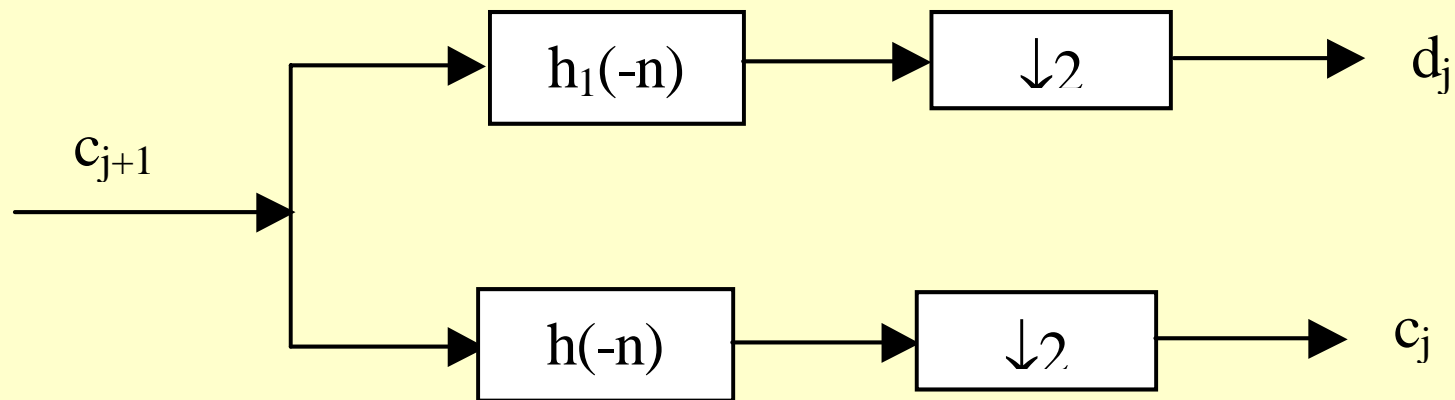 h₁(-n)
↓2
dⱼ
cⱼ₊₁
h(-n)
↓2
cⱼ